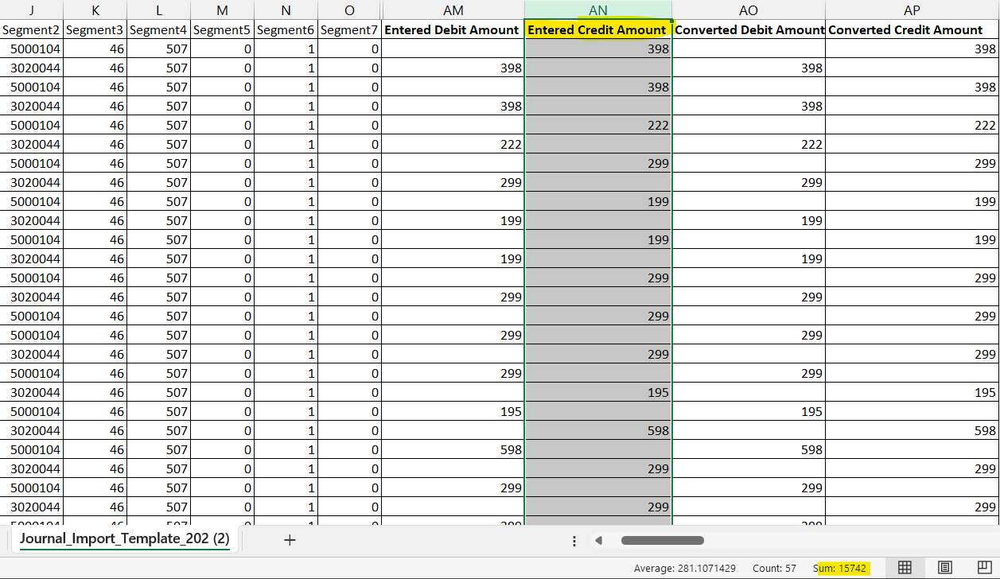 J K L M N O AM AN AO AP
Segment2 Segment3 Segment4 Segment5 Segment6 Segment7 Entered Debit Amount Entered Credit Amount Converted Debit Amount Converted Credit Amount
5000104 46 507 0 1 0 398 398
3020044 46 507 0 1 0 398 398
5000104 46 507 0 1 0 398 398
3020044 46 507 0 1 0 398 398
5000104 46 507 0 1 0 222 222
3020044 46 507 0 1 0 222 222
5000104 46 507 0 1 0 299 299
3020044 46 507 0 1 0 299 299
5000104 46 507 0 1 0 199 199
3020044 46 507 0 1 0 199 199
5000104 46 507 0 1 0 199 199
3020044 46 507 0 1 0 199 199
5000104 46 507 0 1 0 299 299
3020044 46 507 0 1 0 299 299
5000104 46 507 0 1 0 299 299
5000104 46 507 0 1 0 299 299
3020044 46 507 0 1 0 299 299
5000104 46 507 0 1 0 299 299
3020044 46 507 0 1 0 195 195
5000104 46 507 0 1 0 195 195
3020044 46 507 0 1 0 598 598
5000104 46 507 0 1 0 598 598
3020044 46 507 0 1 0 299 299
5000104 46 507 0 1 0 299 299
3020044 46 507 0 1 0 299 299
Journal_Import_Template_202 (2)
Average: 281.1071429 Count: 57 Sum: 15742